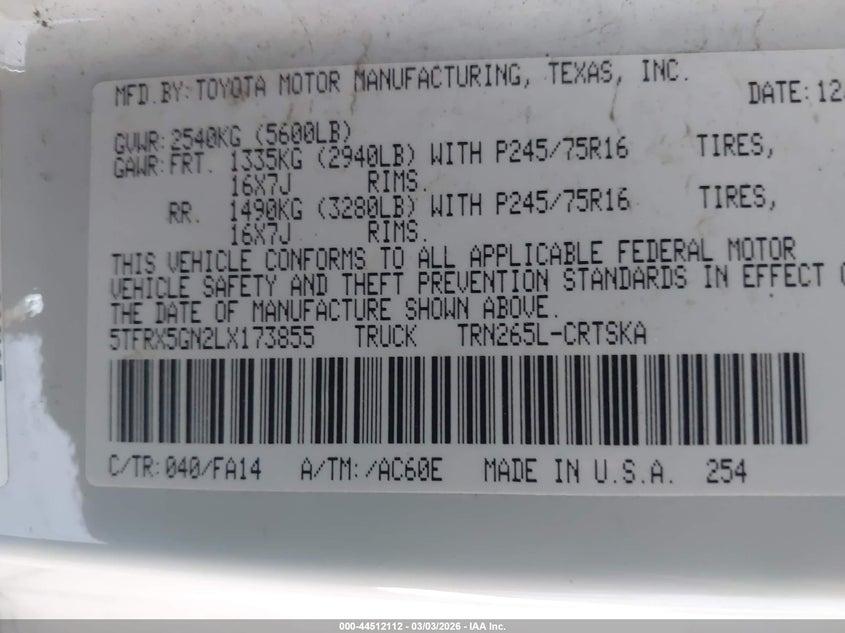 MFD.BY:TOYOTA MOTOR MANUFACTURING, TEXAS, INC.
DATE:12
GVWR:2540KG (5600LB)
GAWR:FRT. 1335KG (2940LB) WITH P245/75R16 TIRES,
16X7J RIMS.
RR. 1490KG (3280LB) WITH P245/75R16 TIRES,
16X7J RIMS.
THIS VEHICLE CONFORMS TO ALL APPLICABLE FEDERAL MOTOR
VEHICLE SAFETY AND THEFT PREVENTION STANDARDS IN EFFECT
THE DATE OF MANUFACTURE SHOWN ABOVE.
5TFRX5GN2LX173855 TRUCK TRN265L-CRTSKA
C/TR:040/FA14 A/TM:/AC60E MADE IN U.S.A. 254
000-44512112 - 03/03/2026 - IAA Inc.